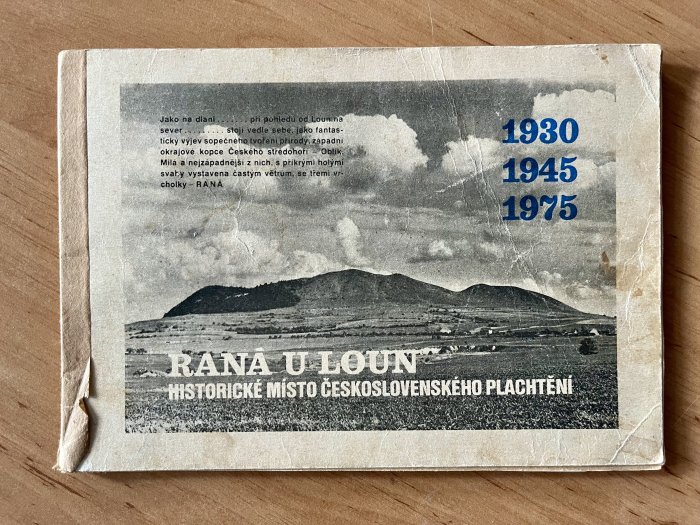 Jako na dlani ....... při pohledu od Loun na
sever ......... stojí vedle sebe, jako fantas-
tický výjev sopečného tvoření přírody, západní
okrajové kopce Českého středohoří – Oblík,
Milá a nejzápadnější z nich, s příkrými holými
svahy vystavena častým větrům, se třemi vr-
cholky – RANÁ
1930
1945
1975
RANÁ U LOUN
HISTORICKÉ MÍSTO ČESKOSLOVENSKÉHO PLACHTĚNÍ